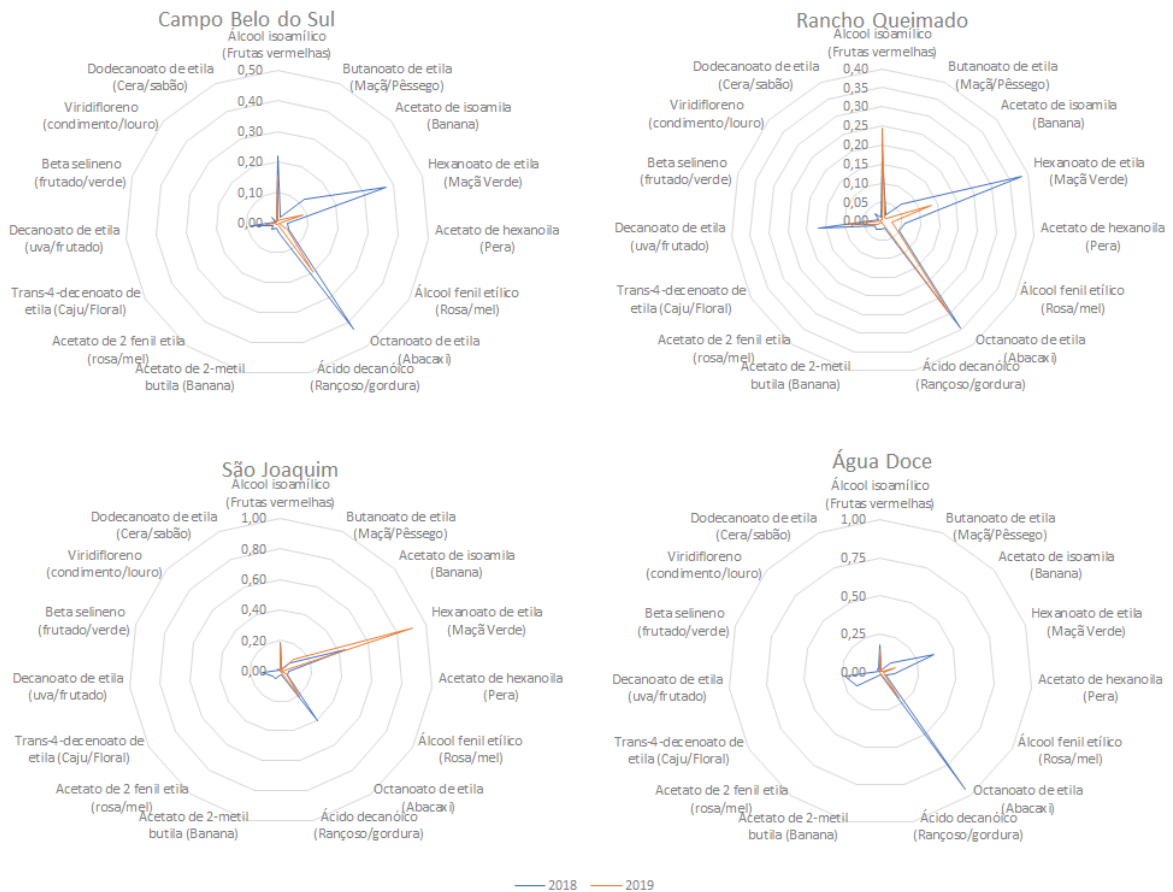 Campo Belo do Sul
Álcool isoamílico
(Frutas vermelhas)
Butanoato de etila
(Maçã/Pêssego)
Acetato de isoamila
(Banana)
Hexanoato de etila
(Maçã Verde)
Acetato de hexanoila
(Pera)
Álcool fenil etílico
(Rosa/mel)
Octanoato de etila
(Abacaxi)
Ácido decanólco
(Rançoso/gordura)
Acetato de 2-metil
butila (Banana)
Acetato de 2 fenil etila
(rosa/mel)
Trans-4-decenoato de
etila (Caju/Floral)
Decanoato de etila
(uva/frutado)
Beta selineno
(frutado/verde)
Viridifloreno
(condimento/louro)
Dodecanoato de etila
(Cera/sabão)
0,50
0,40
0,30
0,20
0,10
0,00
Rancho Queimado
Álcool isoamílico
(Frutas vermelhas)
Butanoato de etila
(Maçã/Pêssego)
Acetato de isoamila
(Banana)
Hexanoato de etila
(Maçã Verde)
Acetato de hexanoila
(Pera)
Álcool fenil etílico
(Rosa/mel)
Octanoato de etila
(Abacaxi)
Ácido decanólco
(Rançoso/gordura)
Acetato de 2-metil
butila (Banana)
Acetato de 2 fenil etila
(rosa/mel)
Trans-4-decenoato de
etila (Caju/Floral)
Decanoato de etila
(uva/frutado)
Beta selineno
(frutado/verde)
Viridifloreno
(condimento/louro)
Dodecanoato de etila
(Cera/sabão)
0,40
0,35
0,30
0,25
0,20
0,15
0,10
0,05
0,00
São Joaquim
Álcool isoamílico
(Frutas vermelhas)
Butanoato de etila
(Maçã/Pêssego)
Acetato de isoamila
(Banana)
Hexanoato de etila
(Maçã Verde)
Acetato de hexanoila
(Pera)
Álcool fenil etílico
(Rosa/mel)
Octanoato de etila
(Abacaxi)
Ácido decanólco
(Rançoso/gordura)
Acetato de 2-metil
butila (Banana)
Acetato de 2 fenil etila
(rosa/mel)
Trans-4-decenoato de
etila (Caju/Floral)
Decanoato de etila
(uva/frutado)
Beta selineno
(frutado/verde)
Viridifloreno
(condimento/louro)
Dodecanoato de etila
(Cera/sabão)
1,00
0,80
0,60
0,40
0,20
0,00
Água Doce
Álcool isoamílico
(Frutas vermelhas)
Butanoato de etila
(Maçã/Pêssego)
Acetato de isoamila
(Banana)
Hexanoato de etila
(Maçã Verde)
Acetato de hexanoila
(Pera)
Álcool fenil etílico
(Rosa/mel)
Octanoato de etila
(Abacaxi)
Ácido decanólco
(Rançoso/gordura)
Acetato de 2-metil
butila (Banana)
Acetato de 2 fenil etila
(rosa/mel)
Trans-4-decenoato de
etila (Caju/Floral)
Decanoato de etila
(uva/frutado)
Beta selineno
(frutado/verde)
Viridifloreno
(condimento/louro)
Dodecanoato de etila
(Cera/sabão)
1,00
0,75
0,50
0,25
0,00
2018
2019